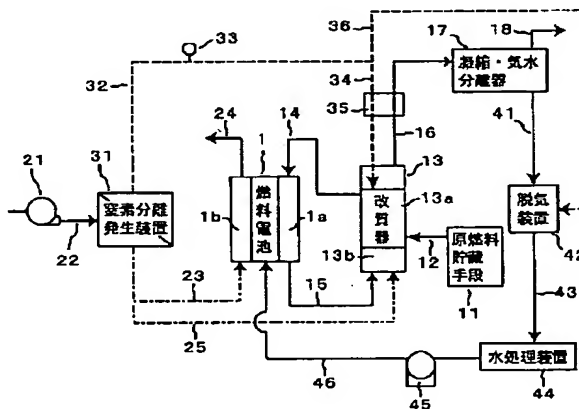 36
33
17
18
凝縮・気水
分離器
32
34
35
41
24
14
16
31
1
13
21
窒素分離
発生装置
22
1b
燃料電池
1a
改質器
13a
13b
12
原燃料
貯蔵
手段
11
脱気
装置
42
23
15
25
43
水処理装置
44
46
45